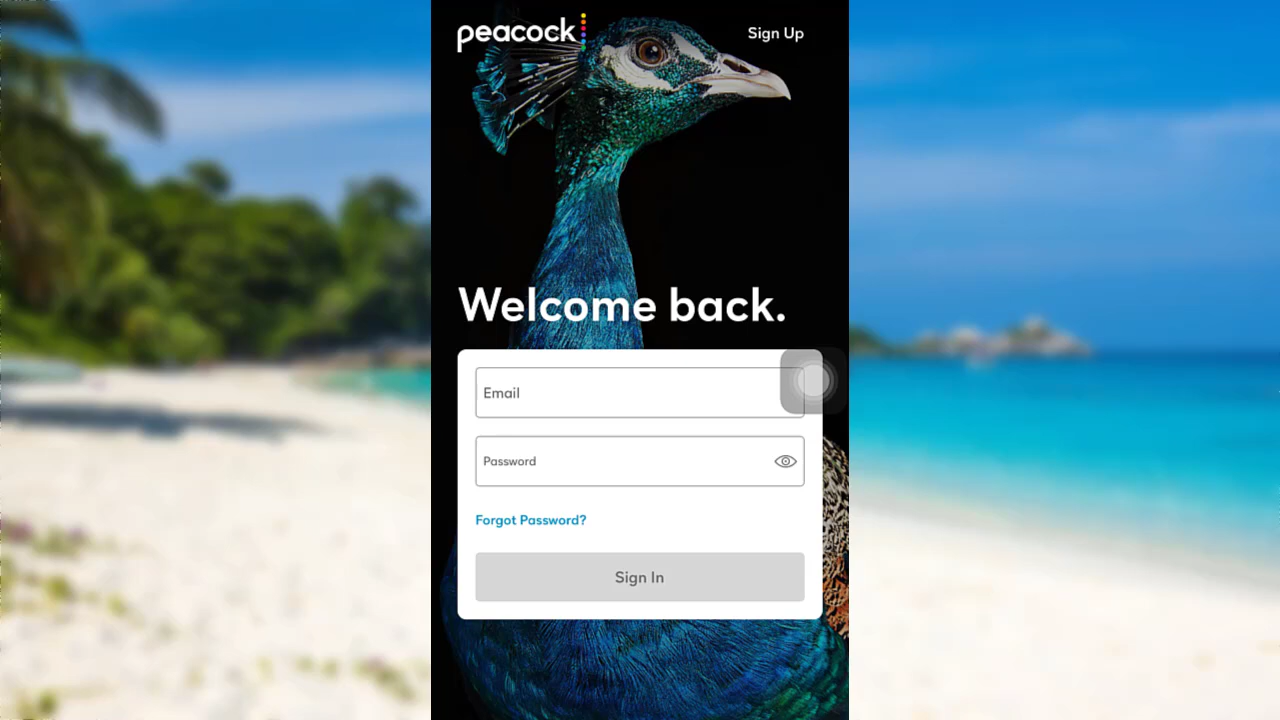 peacock
Sign Up
Welcome back.
Email
Password
Forgot Password?
Sign In